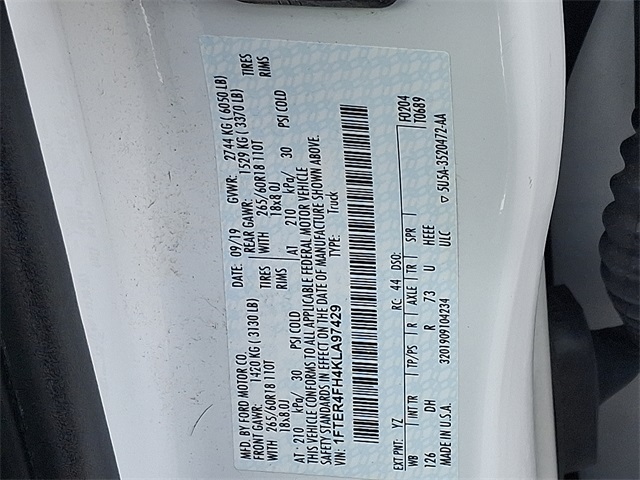 MFD. BY FORD MOTOR CO.
DATE: 09/19
GVWR: 2744 KG ( 6050 LB)
FRONT GAWR: 1420 KG ( 3130 LB)
REAR GAWR: 1529 KG ( 3370 LB)
WITH 265/60R18 110T TIRES
WITH 265/60R18 110T TIRES
18x8.0J RIMS
18x8.0J RIMS
AT 210 kPa/ 30 PSI COLD
AT 210 kPa/ 30 PSI COLD
THIS VEHICLE CONFORMS TO ALL APPLICABLE FEDERAL MOTOR VEHICLE
SAFETY STANDARDS IN EFFECT ON THE DATE OF MANUFACTURE SHOWN ABOVE.
VIN: 1FTER4FH4KLA97429
TYPE: Truck
EXT PNT: YZ RC: 44 DSO: F0204
T0689
WB INT TR TP/PS R AXLE TR SPR
126 DH R 73 U HEEE
MADE IN U.S.A. 3201909104234 ULC ▽ 5U5A-3520472-AA